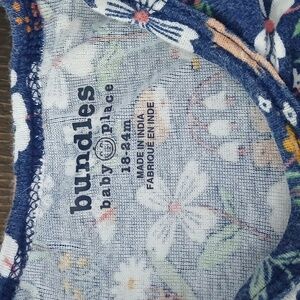 bundles
baby Place
18-24m
MADE IN INDIA
FABRIQUÉ EN INDE